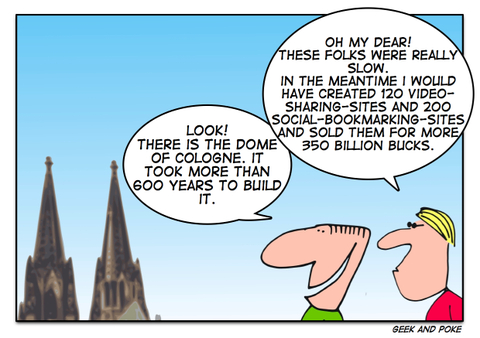 LOOK!
THERE IS THE DOME
OF COLOGNE. IT
TOOK MORE THAN
600 YEARS TO BUILD
IT.
OH MY DEAR!
THESE FOLKS WERE REALLY
SLOW.
IN THE MEANTIME I WOULD
HAVE CREATED 120 VIDEO-
SHARING-SITES AND 200
SOCIAL-BOOKMARKING-SITES
AND SOLD THEM FOR MORE
350 BILLION BUCKS.
GEEK AND POKE